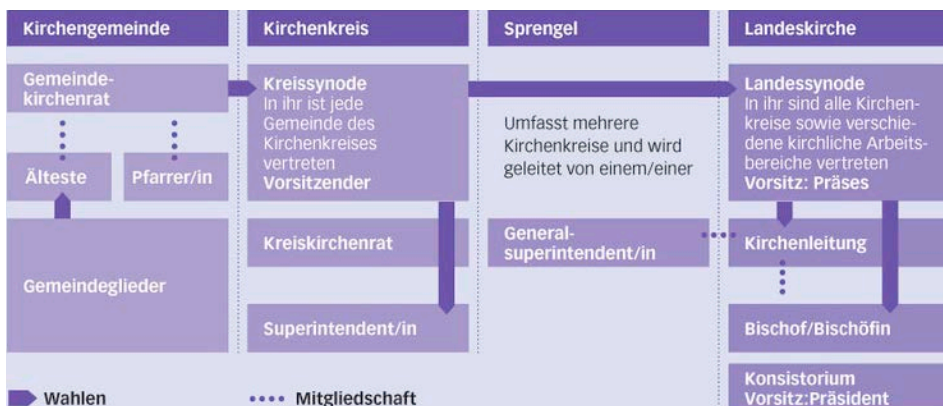 Kirchengemeinde
Gemeinde-
kirchenrat
Älteste
Pfarrer/in
Gemeindeglieder
Kirchenkreis
Kreissynode
In ihr ist jede
Gemeinde des
Kirchenkreises
vertreten
Vorsitzender
Kreiskirchenrat
Superintendent/in
Sprengel
Umfasst mehrere
Kirchenkreise und wird
geleitet von einem/einer
General-
superintendent/in
Landeskirche
Landessynode
In ihr sind alle Kirchen-
kreise sowie verschie-
dene kirchliche Arbeits-
bereiche vertreten
Vorsitz: Präses
Kirchenleitung
Bischof/Bischöfin
Konsistorium
Vorsitz:Präsident
Wahlen
Mitgliedschaft